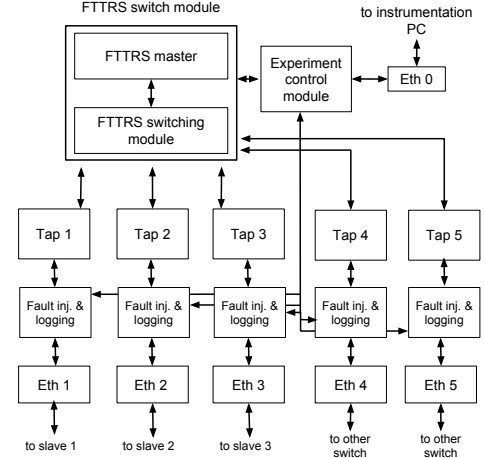 FTTRS switch module
to instrumentation
PC
FTTRS master
Experiment
control
module
Eth 0
FTTRS switching
module
Tap 1
Tap 2
Tap 3
Tap 4
Tap 5
Fault inj. &
logging
Fault inj. &
logging
Fault inj. &
logging
Fault inj. &
logging
Fault inj. &
logging
Eth 1
Eth 2
Eth 3
Eth 4
Eth 5
to slave 1
to slave 2
to slave 3
to other
switch
to other
switch